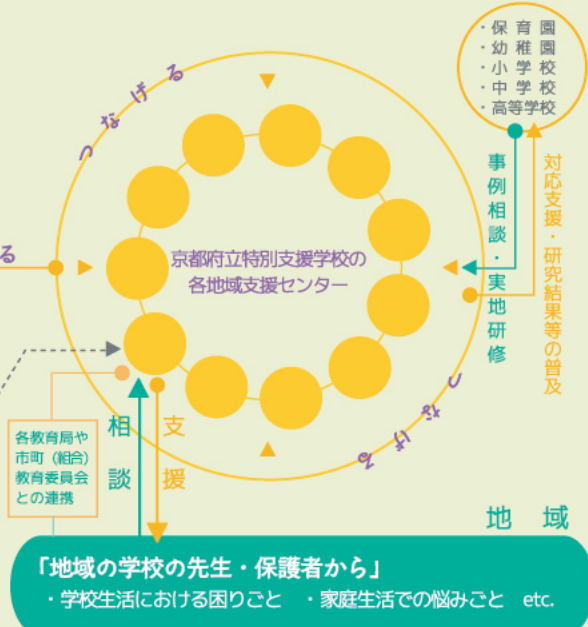 ・保育園
・幼稚園
・小学校
・中学校
・高等学校
つなげる
る
京都府立特別支援学校の
各地域支援センター
事例相談・実地研修
対応支援・研究結果等の普及
つなげる
各教育局や
市町（組合）
教育委員会
との連携
相談
支援
地域
「地域の学校の先生・保護者から」
・学校生活における困りごと ・家庭生活での悩みごと etc.